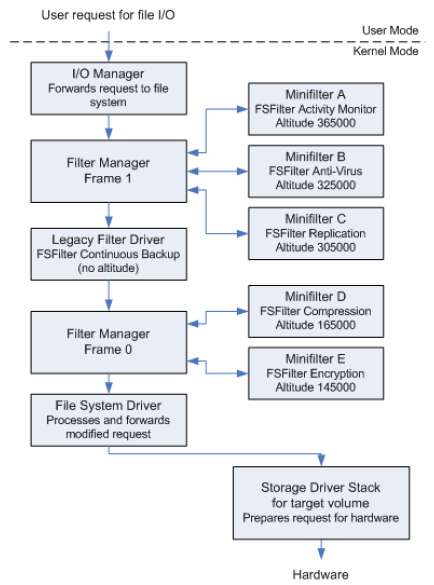 User request for file I/O
User Mode
Kernel Mode
I/O Manager
Forwards request to file
system
Minifilter A
FSFilter Activity Monitor
Altitude 365000
Filter Manager
Frame 1
Minifilter B
FSFilter Anti-Virus
Altitude 325000
Minifilter C
FSFilter Replication
Altitude 305000
Legacy Filter Driver
FSFilter Continuous Backup
(no altitude)
Minifilter D
FSFilter Compression
Altitude 165000
Filter Manager
Frame 0
Minifilter E
FSFilter Encryption
Altitude 145000
File System Driver
Processes and forwards
modified request
Storage Driver Stack
for target volume
Prepares request for hardware
Hardware